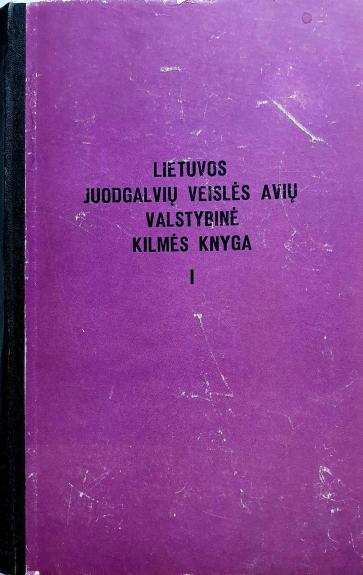 LIETUVOS
JUODGALVIŲ VEISLĖS AVIŲ
VALSTYBINĖ
KILMĖS KNYGA
I